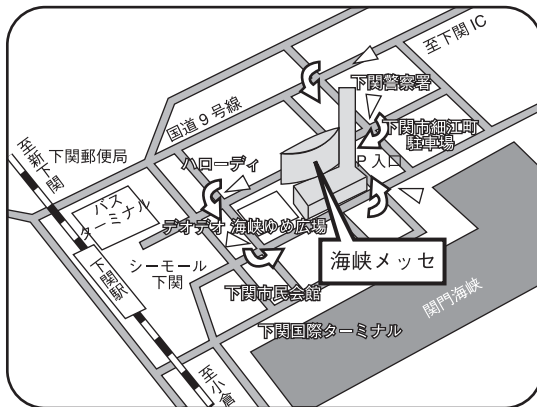 至下関IC
下関警察署
国道9号線
下関市細江町
駐車場
P 入口
至新下関
下関郵便局
ハローディ
バス
ターミナル
デオデオ
海峡ゆめ広場
海峡メッセ
下関駅
シーモール
下関
下関市民会館
関門海峡
下関国際ターミナル
至小倉